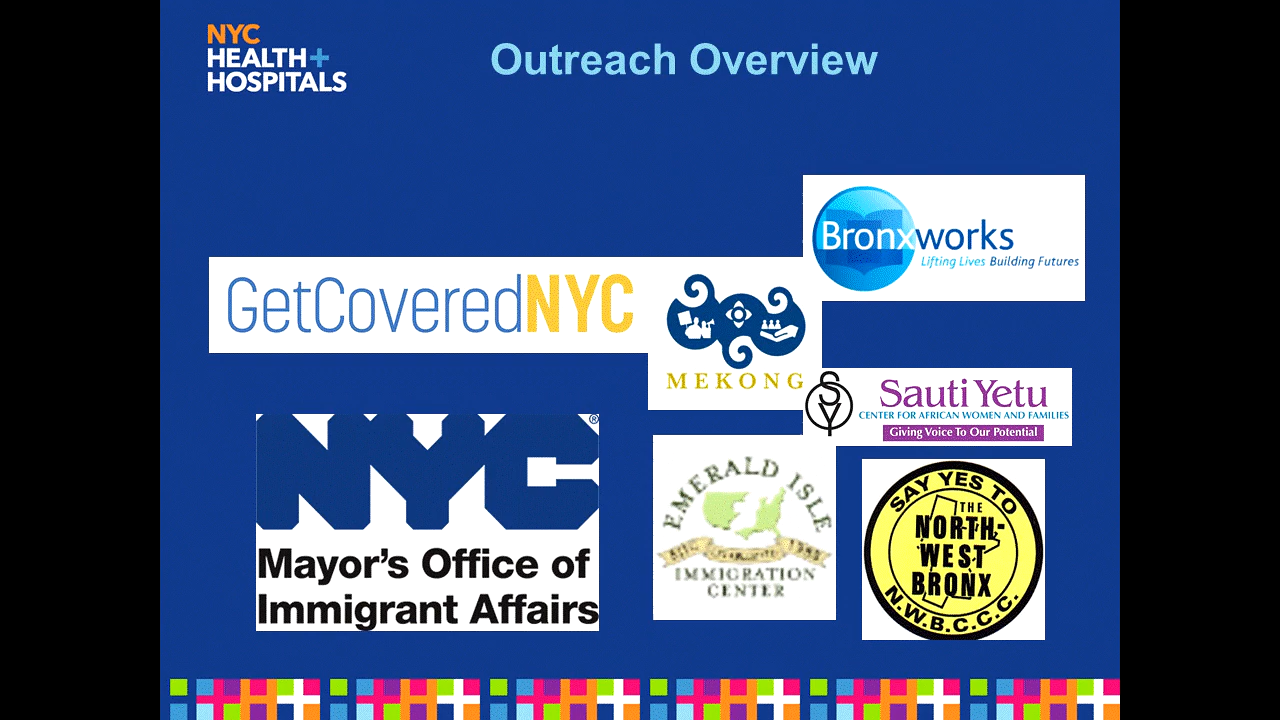 NYC
HEALTH+
HOSPITALS
Outreach Overview
Bronxworks
Lifting Lives Building Futures
GetCoveredNYC
MEKONG
Sauti Yetu
CENTER FOR AFRICAN WOMEN AND FAMILIES
Giving Voice To Our Potential
NYC®
Mayor's Office of
Immigrant Affairs
EMERALD ISLE
IMMIGRATION
CENTER
SAY YES TO
THE
NORTH-
WEST
BRONX
N.W.B.C.C.C.